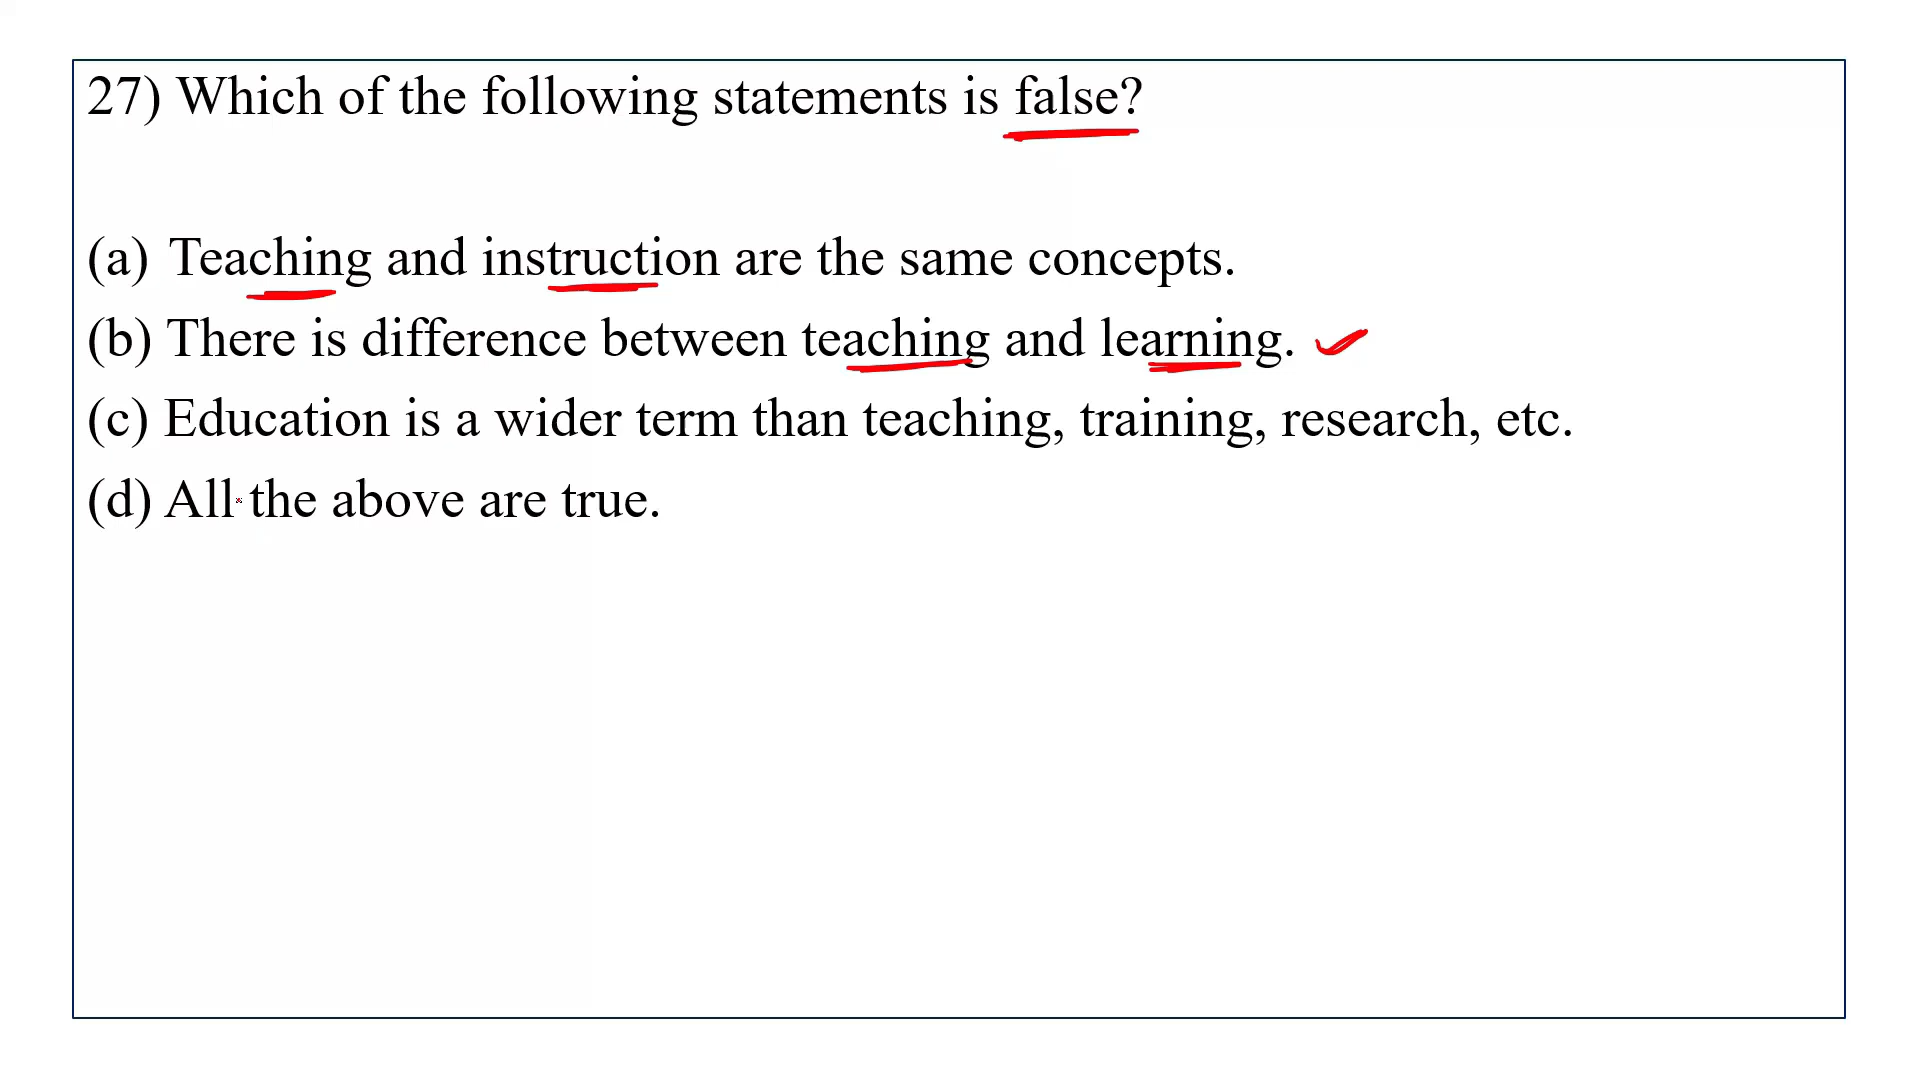 27) Which of the following statements is false?
(a) Teaching and instruction are the same concepts.
(b) There is difference between teaching and learning.
(c) Education is a wider term than teaching, training, research, etc.
(d) All the above are true.